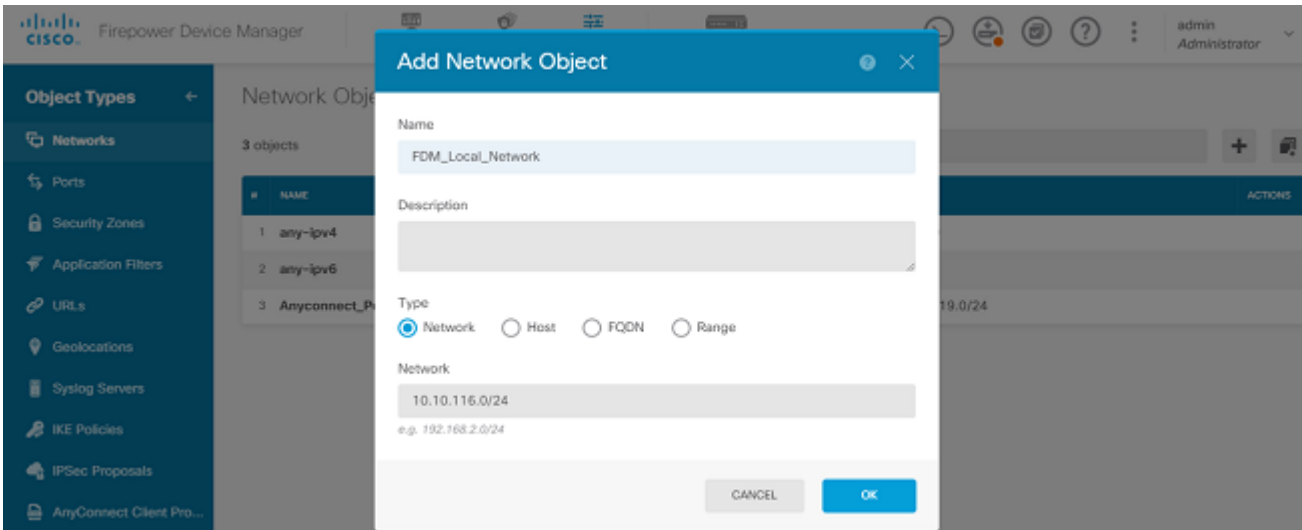 CISCO
Firepower Device Manager
admin
Administrator
Object Types
Networks
Ports
Security Zones
Application Filters
URLs
Geolocations
Syslog Servers
IKE Policies
IPSec Proposals
AnyConnect Client Pro...
Network Obje
3 objects
# NAME ACTIONS
1 any-ipv4
2 any-ipv6
3 Anyconnect_P 19.0/24
Add Network Object
Name
FDM_Local_Network
Description
Type
Network Host FQDN Range
Network
10.10.116.0/24
e.g. 192.168.2.0/24
CANCEL OK